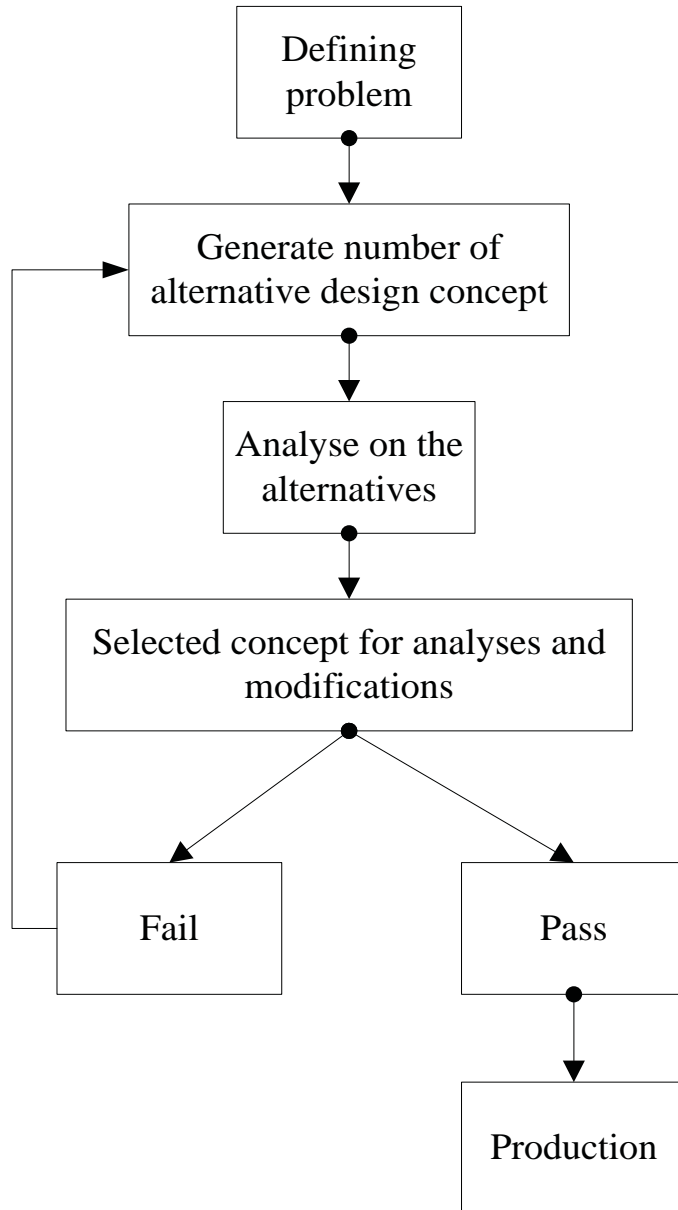 Defining
problem
Generate number of
alternative design concept
Analyse on the
alternatives
Selected concept for analyses and
modifications
Fail
Pass
Production